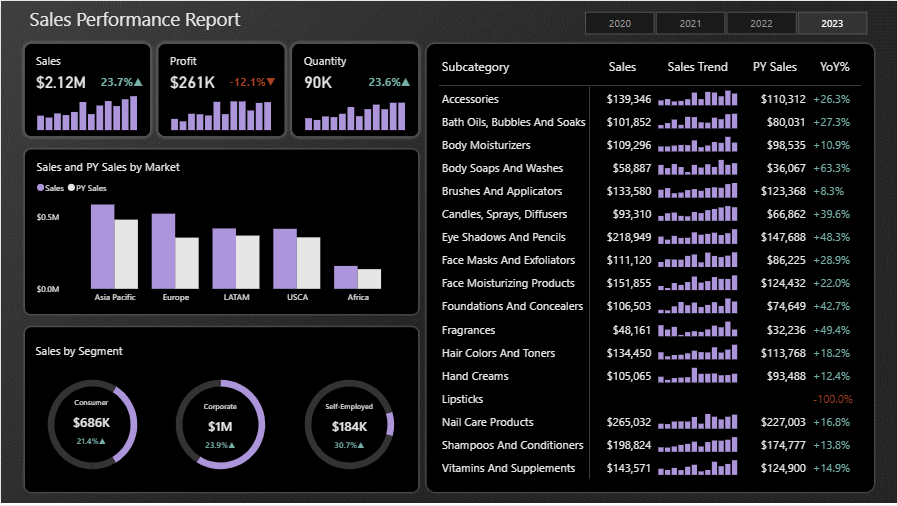 Sales Performance Report
2020 2021 2022 2023
Sales
$2.12M 23.7%▲
Profit
$261K -12.1%▼
Quantity
90K 23.6%▲
Sales and PY Sales by Market
Sales PY Sales
$0.5M
$0.0M
Asia Pacific Europe LATAM USCA Africa
Sales by Segment
Consumer
$686K
21.4%▲
Corporate
$1M
23.9%▲
Self-Employed
$184K
30.7%▲
Subcategory Sales Sales Trend PY Sales YoY%
Accessories $139,346 $110,312 +26.3%
Bath Oils, Bubbles And Soaks $101,852 $80,031 +27.3%
Body Moisturizers $109,296 $98,535 +10.9%
Body Soaps And Washes $58,887 $36,067 +63.3%
Brushes And Applicators $133,580 $123,368 +8.3%
Candles, Sprays, Diffusers $93,310 $66,862 +39.6%
Eye Shadows And Pencils $218,949 $147,688 +48.3%
Face Masks And Exfoliators $111,120 $86,225 +28.9%
Face Moisturizing Products $151,855 $124,432 +22.0%
Foundations And Concealers $106,503 $74,649 +42.7%
Fragrances $48,161 $32,236 +49.4%
Hair Colors And Toners $134,450 $113,768 +18.2%
Hand Creams $105,065 $93,488 +12.4%
Lipsticks -100.0%
Nail Care Products $265,032 $227,003 +16.8%
Shampoos And Conditioners $198,824 $174,777 +13.8%
Vitamins And Supplements $143,571 $124,900 +14.9%